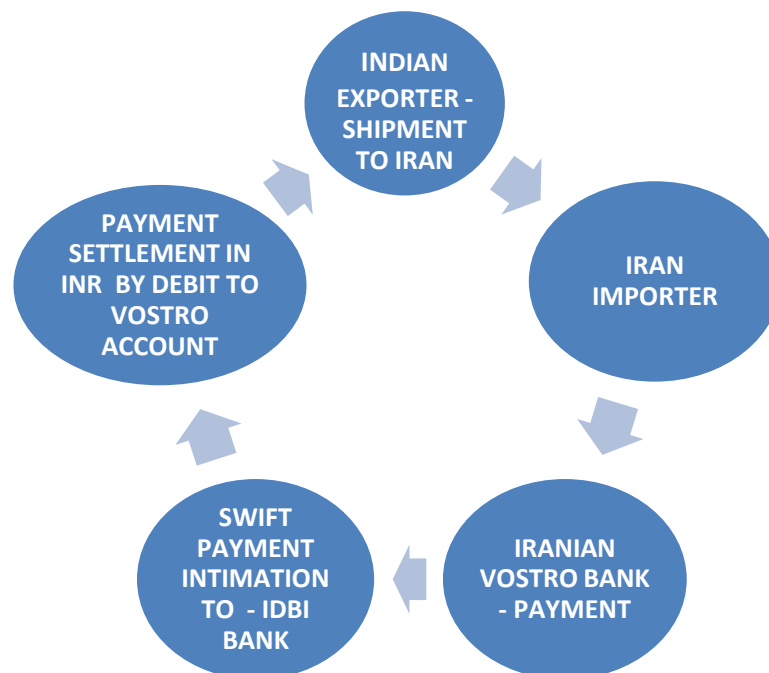 INDIAN
EXPORTER -
SHIPMENT
TO IRAN
IRAN
IMPORTER
IRANIAN
VOSTRO BANK
- PAYMENT
SWIFT
PAYMENT
INTIMATION
TO - IDBI
BANK
PAYMENT
SETTLEMENT IN
INR BY DEBIT TO
VOSTRO
ACCOUNT